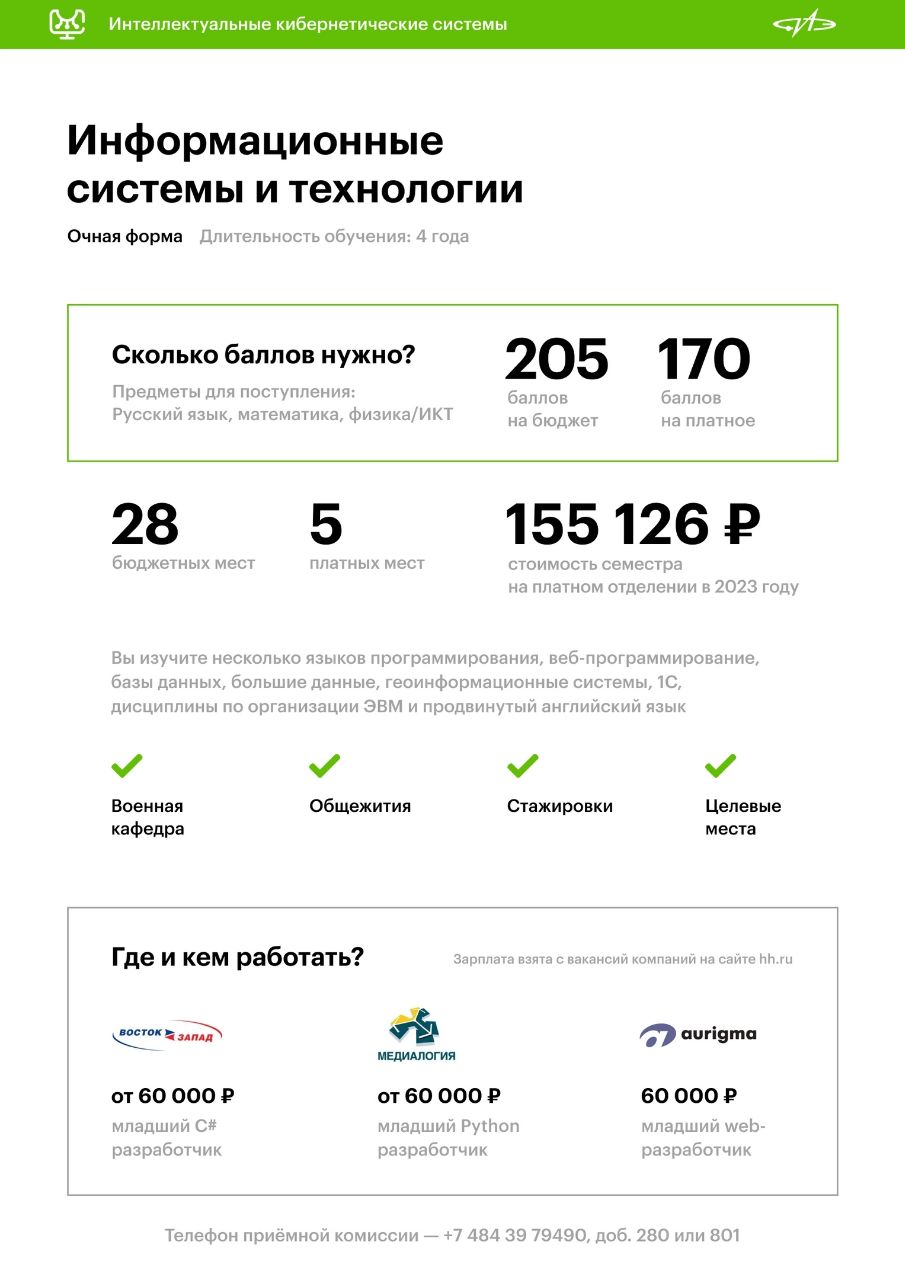 Интеллектуальные кибернетические системы
Информационные
системы и технологии
Очная форма Длительность обучения: 4 года
Сколько баллов нужно?
Предметы для поступления:
Русский язык, математика, физика/ИКТ
205
баллов
на бюджет
170
баллов
на платное
28
бюджетных мест
5
платных мест
155 126 ₽
стоимость семестра
на платном отделении в 2023 году
Вы изучите несколько языков программирования, веб-программирование,
базы данных, большие данные, геоинформационные системы, 1С,
дисциплины по организации ЭВМ и продвинутый английский язык
Военная
кафедра
Общежития
Стажировки
Целевые
места
Где и кем работать?
Зарплата взята с вакансий компаний на сайте hh.ru
ВОСТОК ЗАПАД
от 60 000 ₽
младший C#
разработчик
МЕДИАЛОГИЯ
от 60 000 ₽
младший Python
разработчик
aurigma
60 000 ₽
младший web-
разработчик
Телефон приёмной комиссии — +7 484 39 79490, доб. 280 или 801